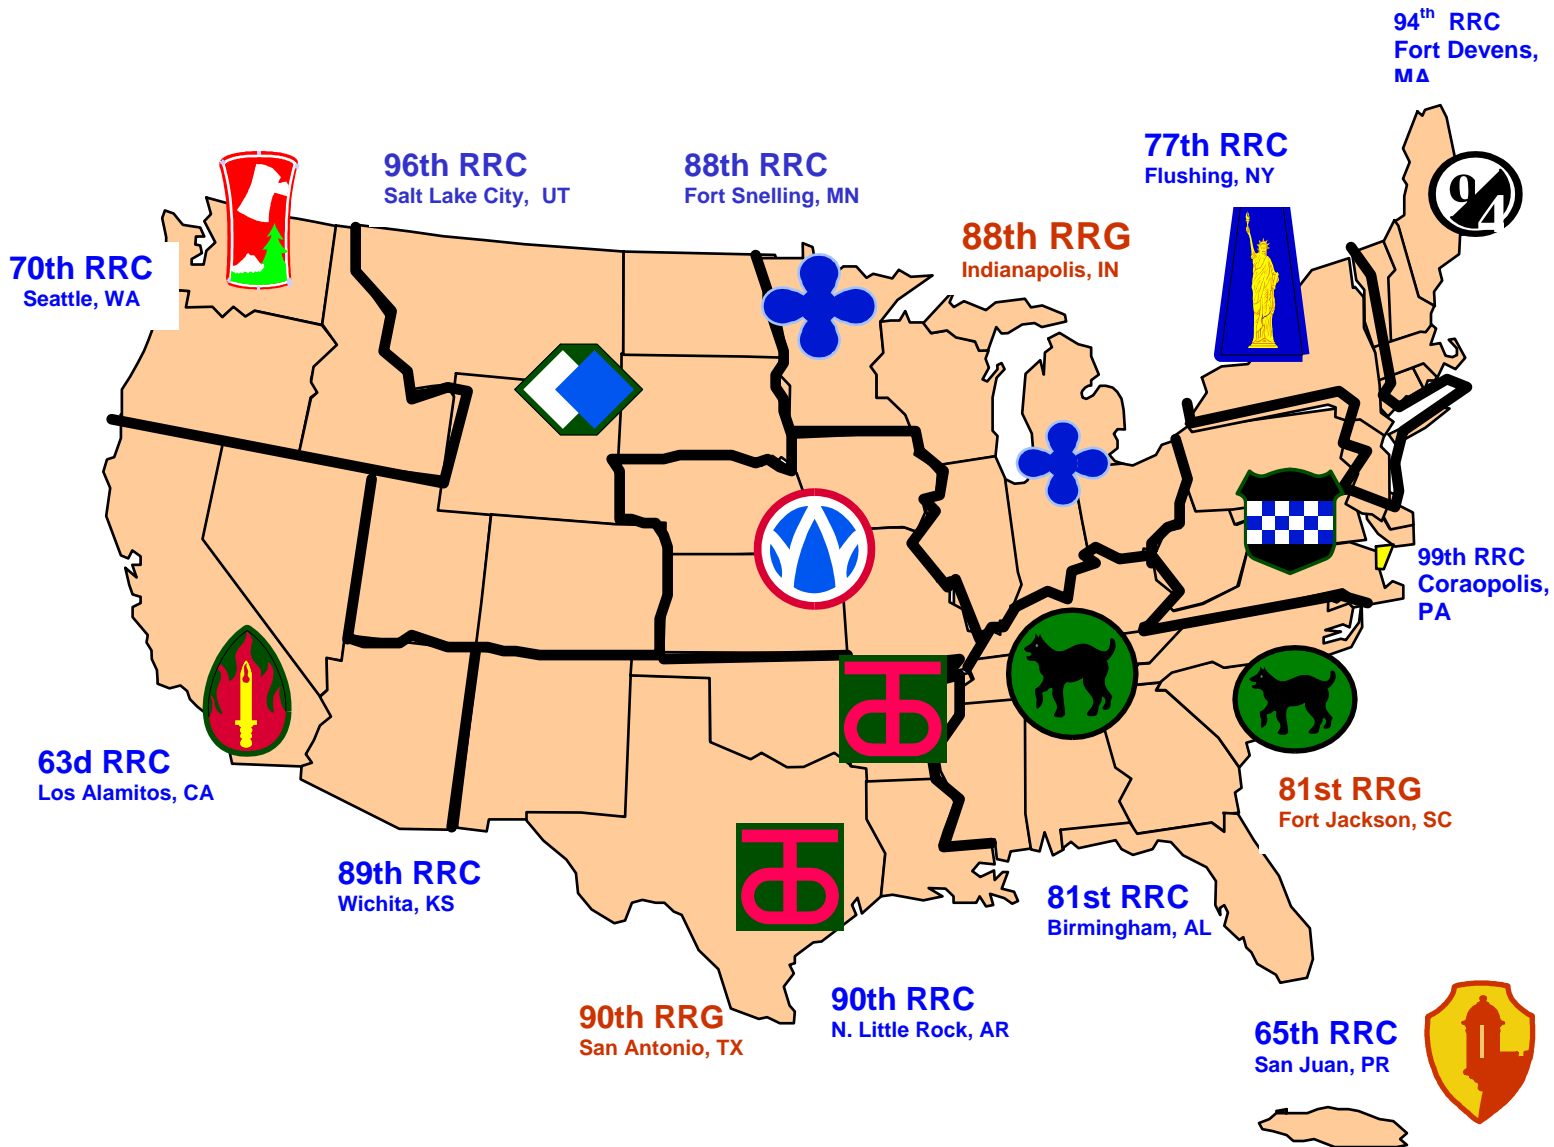 94th RRC
Fort Devens,
MA
77th RRC
Flushing, NY
96th RRC
Salt Lake City, UT
88th RRC
Fort Snelling, MN
94
88th RRG
Indianapolis, IN
70th RRC
Seattle, WA
99th RRC
Coraopolis,
PA
63d RRC
Los Alamitos, CA
81st RRG
Fort Jackson, SC
89th RRC
Wichita, KS
81st RRC
Birmingham, AL
90th RRG
San Antonio, TX
90th RRC
N. Little Rock, AR
65th RRC
San Juan, PR